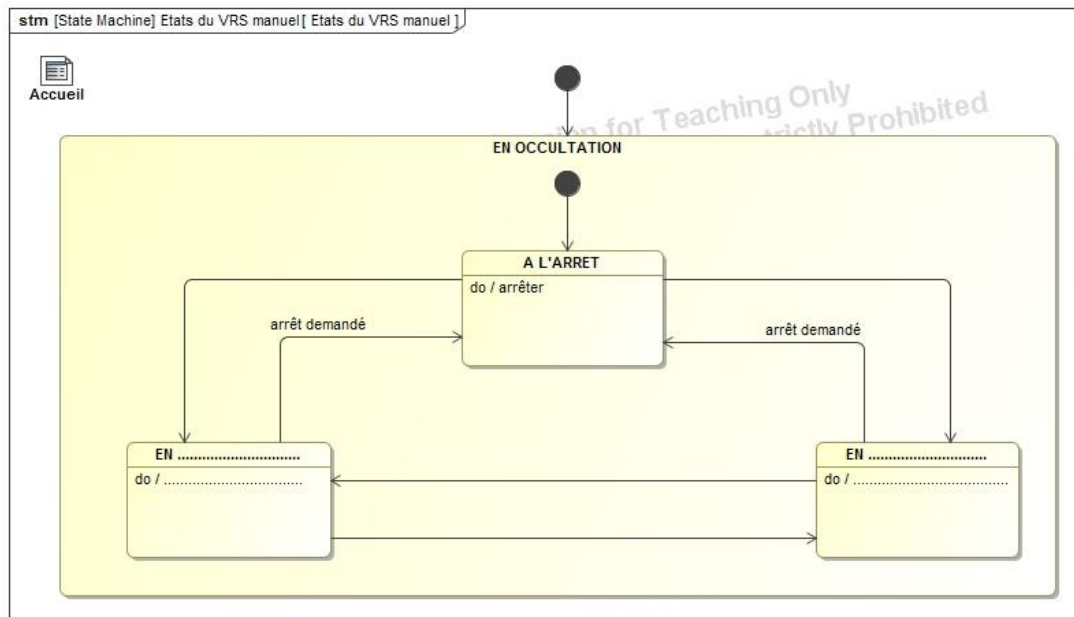 stm [State Machine] Etats du VRS manuel [ Etats du VRS manuel ]
Accueil
for Teaching Only
Strictly Prohibited
EN OCCULTATION
A L'ARRET
do / arrêter
arrêt demandé
arrêt demandé
EN ..............................
do / ..................................
EN .............................
do / ......................................